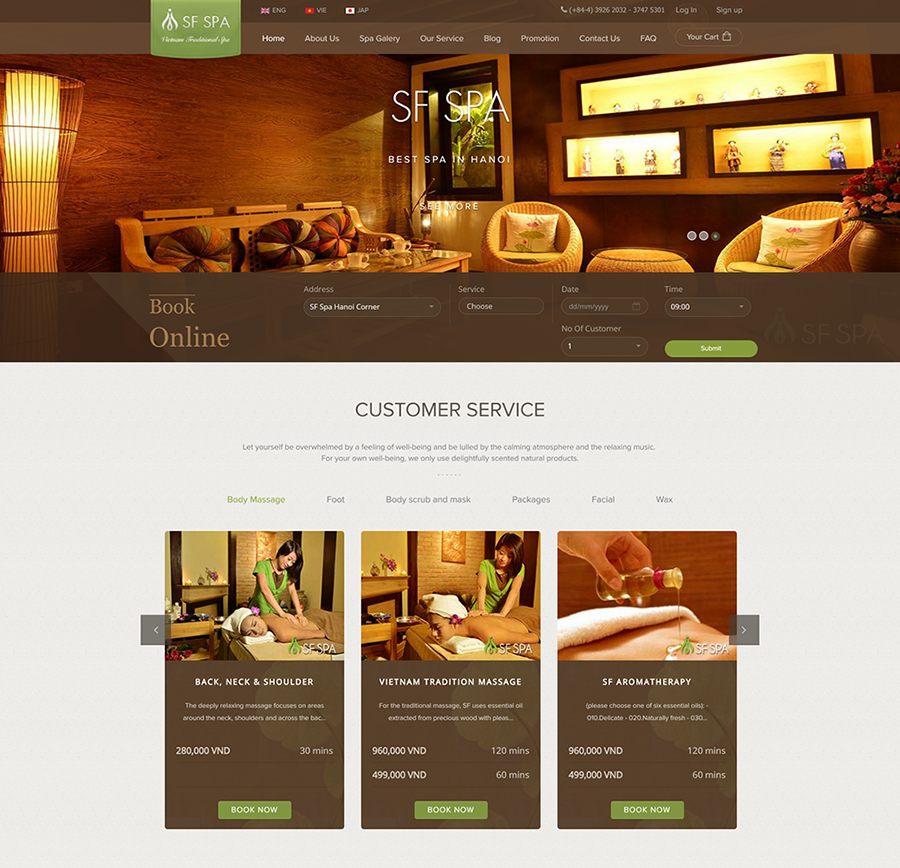 SF SPA
Vietnam Traditional Spa
ENG
VIE
JAP
(+84-4) 3926 2032 - 3747 5301
Log In
Sign up
Home
About Us
Spa Galery
Our Service
Blog
Promotion
Contact Us
FAQ
Your Cart
SF SPA
BEST SPA IN HANOI
SEE MORE
Book
Online
Address
SF Spa Hanoi Corner
Service
Choose
Date
dd/mm/yyyy
Time
09:00
No Of Customer
1
Submit
SF SPA
CUSTOMER SERVICE
Let yourself be overwhelmed by a feeling of well-being and be lulled by the calming atmosphere and the relaxing music.
For your own well-being, we only use delightfully scented natural products.
Body Massage
Foot
Body scrub and mask
Packages
Facial
Wax
SF SPA
BACK, NECK & SHOULDER
The deeply relaxing massage focuses on areas
around the neck, shoulders and across the bac...
280,000 VND
30 mins
BOOK NOW
SF SPA
VIETNAM TRADITION MASSAGE
For the traditional massage, SF uses essential oil
extracted from precious wood with pleas...
960,000 VND
120 mins
499,000 VND
60 mins
BOOK NOW
SF SPA
SF AROMATHERAPY
(please choose one of six essential oils): -
010.Delicate - 020.Naturally fresh - 030...
960,000 VND
120 mins
499,000 VND
60 mins
BOOK NOW